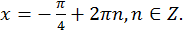 x = −π/4 + 2πn, n ∈ Z.